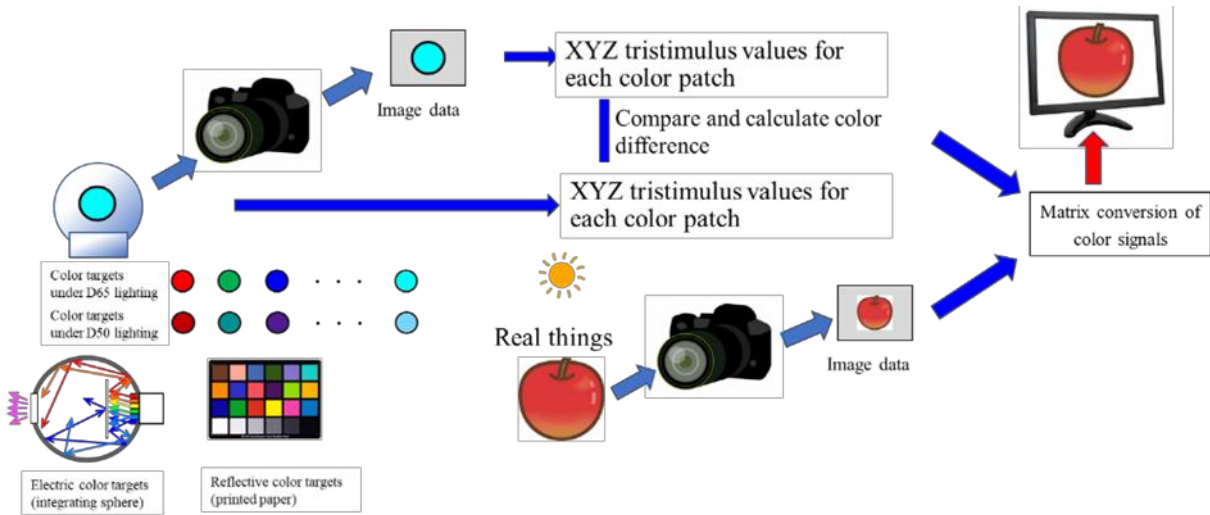 Image data
XYZ tristimulus values for
each color patch
Compare and calculate color
difference
XYZ tristimulus values for
each color patch
Matrix conversion of
color signals
Color targets
under D65 lighting
Color targets
under D50 lighting
Real things
Image data
Electric color targets
(integrating sphere)
Reflective color targets
(printed paper)